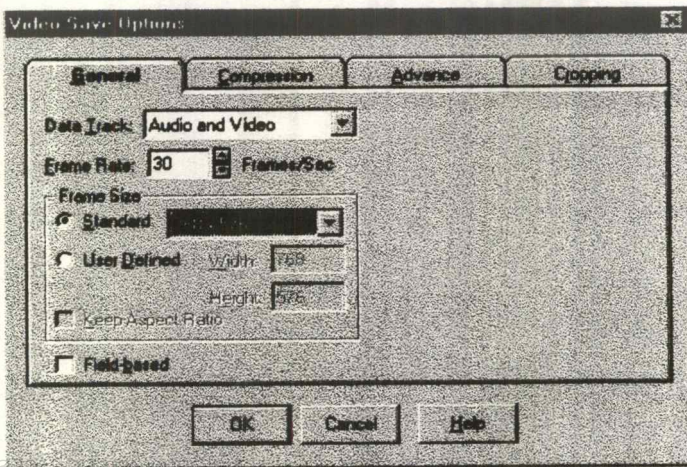 Video Save Options
General Compression Advance Cropping
Data Track: Audio and Video
Frame Rate: 30 Frames/Sec
Frame Size
Standard
User Defined Width: 768
Height: 576
Keep Aspect Ratio
Field-based
OK Cancel Help